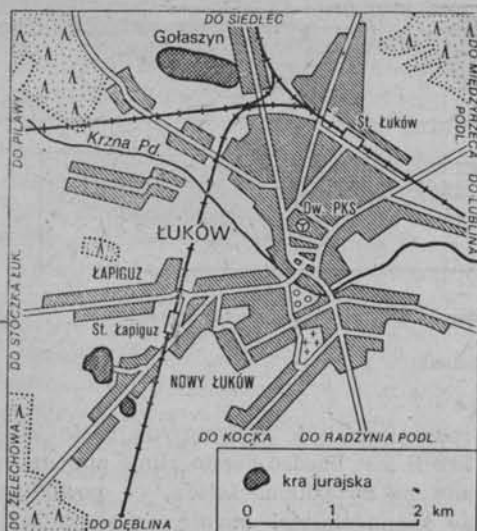 DO SIEDLEC
Gołaszyn
DO MIĘDZYRZECA PODL.
St. Łuków
DO PILAWY
Krzna Pd.
DO LUBLINA
Dw. PKS
ŁUKÓW
ŁAPIGUZ
DO STOCZKA ŁUK.
St. Łapiguz
NOWY ŁUKÓW
DO ŻELECHOWA
DO KOCKA
DO RADZYNIA PODL.
DO DĘBLINA
kra jurajska
0 1 2 km